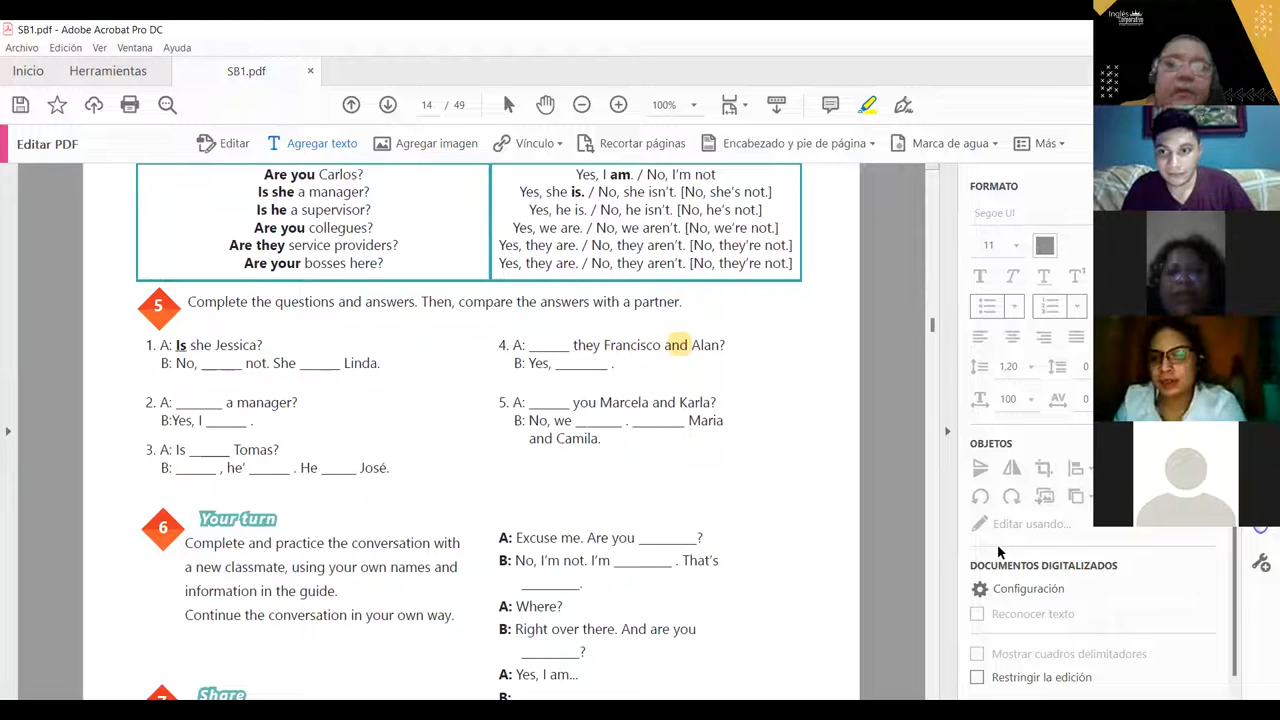 SB1.pdf - Adobe Acrobat Pro DC
Archivo Edición Ver Ventana Ayuda
Inicio Herramientas SB1.pdf ×
14 / 49 100%
Editar PDF Editar Agregar texto Agregar imagen Vínculo Recortar páginas Encabezado y pie de página Marca de agua Más
Are you Carlos? Yes, I am. / No, I'm not
Is she a manager? Yes, she is. / No, she isn't. [No, she's not.]
Is he a supervisor? Yes, he is. / No, he isn't. [No, he's not.]
Are you collegues? Yes, we are. / No, we aren't. [No, we're not.]
Are they service providers? Yes, they are. / No, they aren't. [No, they're not.]
Are your bosses here? Yes, they are. / No, they aren't. [No, they're not.]
5 Complete the questions and answers. Then, compare the answers with a partner.
1. A: Is she Jessica?
B: No, ______ not. She ______ Linda.
2. A: _______ a manager?
B:Yes, I ______ .
3. A: Is ______ Tomas?
B: ______ , he' ______ . He _____ José.
4. A: ______ they Francisco and Alan?
B: Yes, ________ .
5. A: ______ you Marcela and Karla?
B: No, we _______ . ________ Maria
and Camila.
6 Your turn
Complete and practice the conversation with
a new classmate, using your own names and
information in the guide.
Continue the conversation in your own way.
A: Excuse me. Are you _________?
B: No, I'm not. I'm _________ . That's
_________.
A: Where?
B: Right over there. And are you
_________?
A: Yes, I am...
B:
7 Share
FORMATO
Segoe UI
11
T T T T¹
1,20 0
100 AV 0
OBJETOS
Editar usando...
DOCUMENTOS DIGITALIZADOS
Configuración
Reconocer texto
Mostrar cuadros delimitadores
Restringir la edición
Inglés
Corporativo